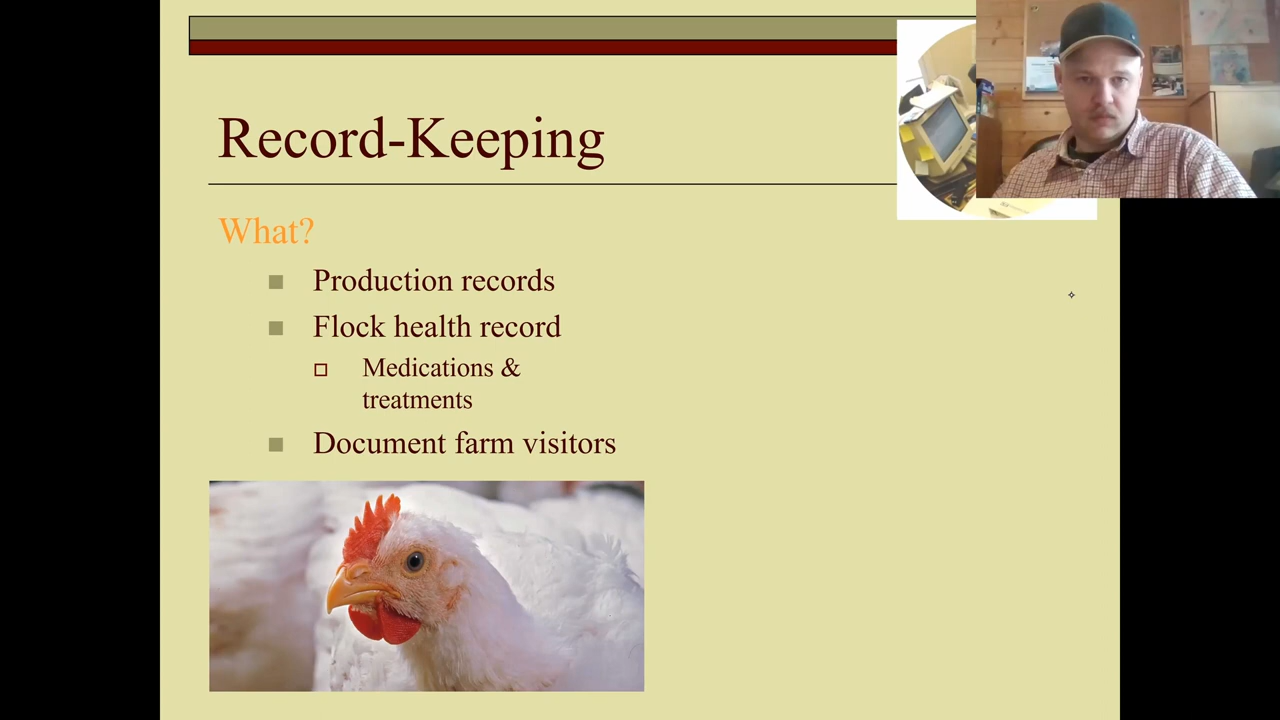 Record-Keeping
What?
Production records
Flock health record
Medications &
treatments
Document farm visitors